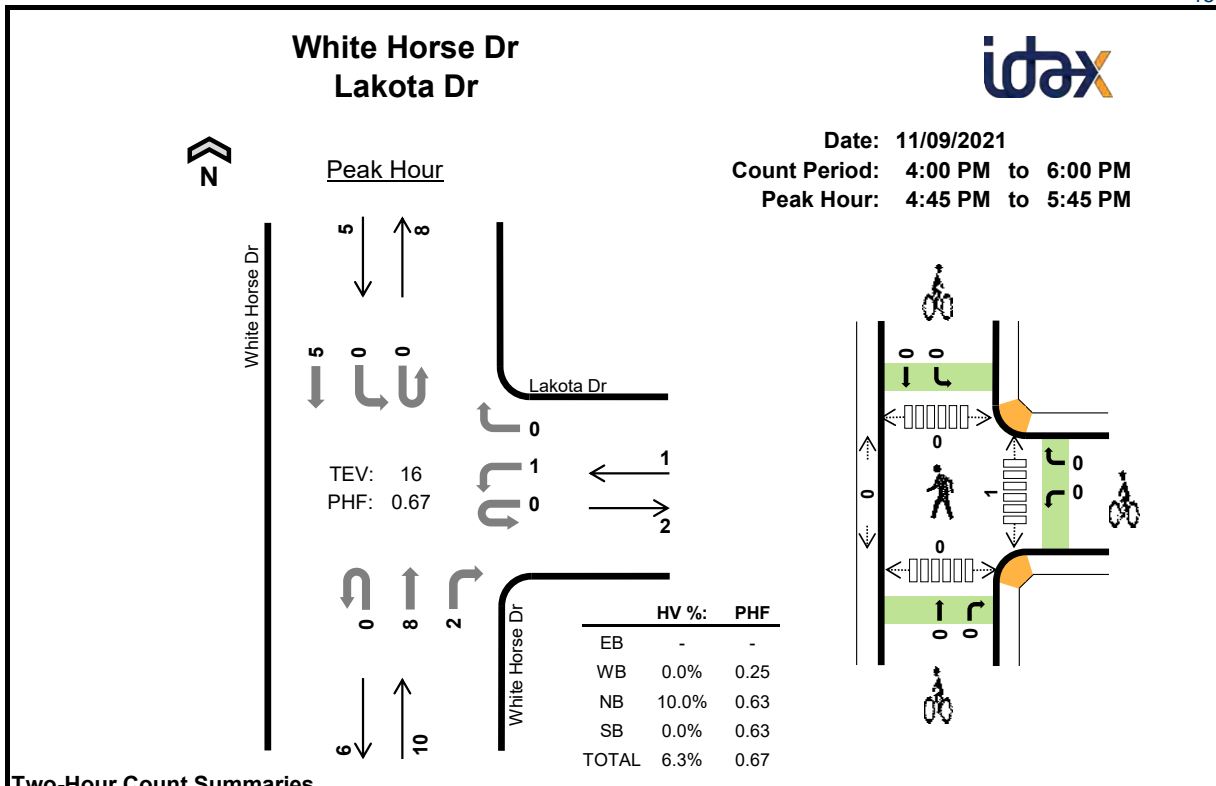 White Horse Dr
Lakota Dr
idax
Date: 11/09/2021
Count Period: 4:00 PM to 6:00 PM
Peak Hour: 4:45 PM to 5:45 PM
N
Peak Hour
5
8
White Horse Dr
5
0
0
Lakota Dr
0
TEV: 16
1
1
PHF: 0.67
0
2
0
8
2
White Horse Dr
6
10
HV %: PHF
EB - -
WB 0.0% 0.25
NB 10.0% 0.63
SB 0.0% 0.63
TOTAL 6.3% 0.67
0
0
0
0
0
1
0
0
0
0
Two-Hour Count Summaries